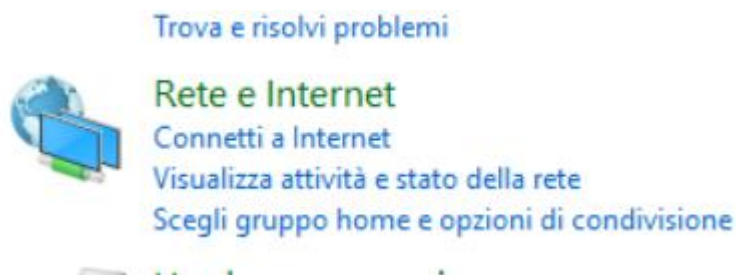 Trova e risolvi problemi
Rete e Internet
Connetti a Internet
Visualizza attività e stato della rete
Scegli gruppo home e opzioni di condivisione